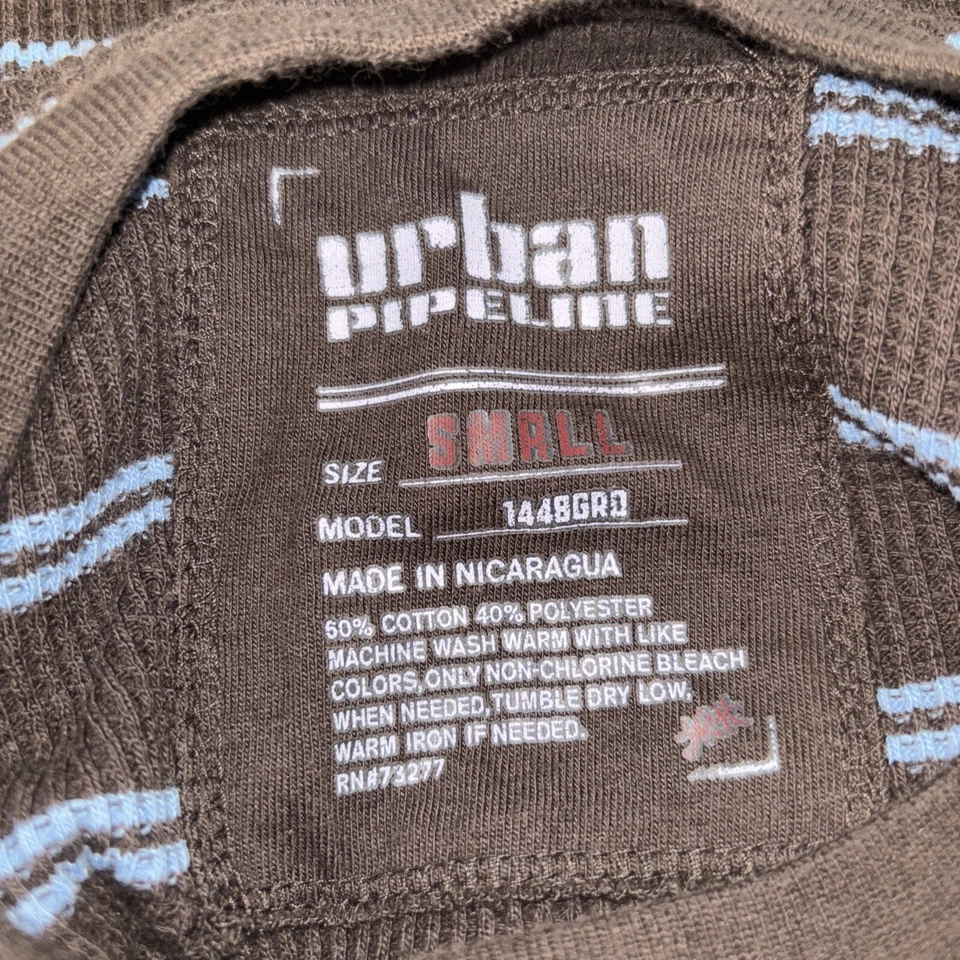 urban
PIPELINE
SIZE SMALL
MODEL 1448GRD
MADE IN NICARAGUA
60% COTTON 40% POLYESTER
MACHINE WASH WARM WITH LIKE
COLORS,ONLY NON-CHLORINE BLEACH
WHEN NEEDED,TUMBLE DRY LOW,
WARM IRON IF NEEDED.
RN#73277